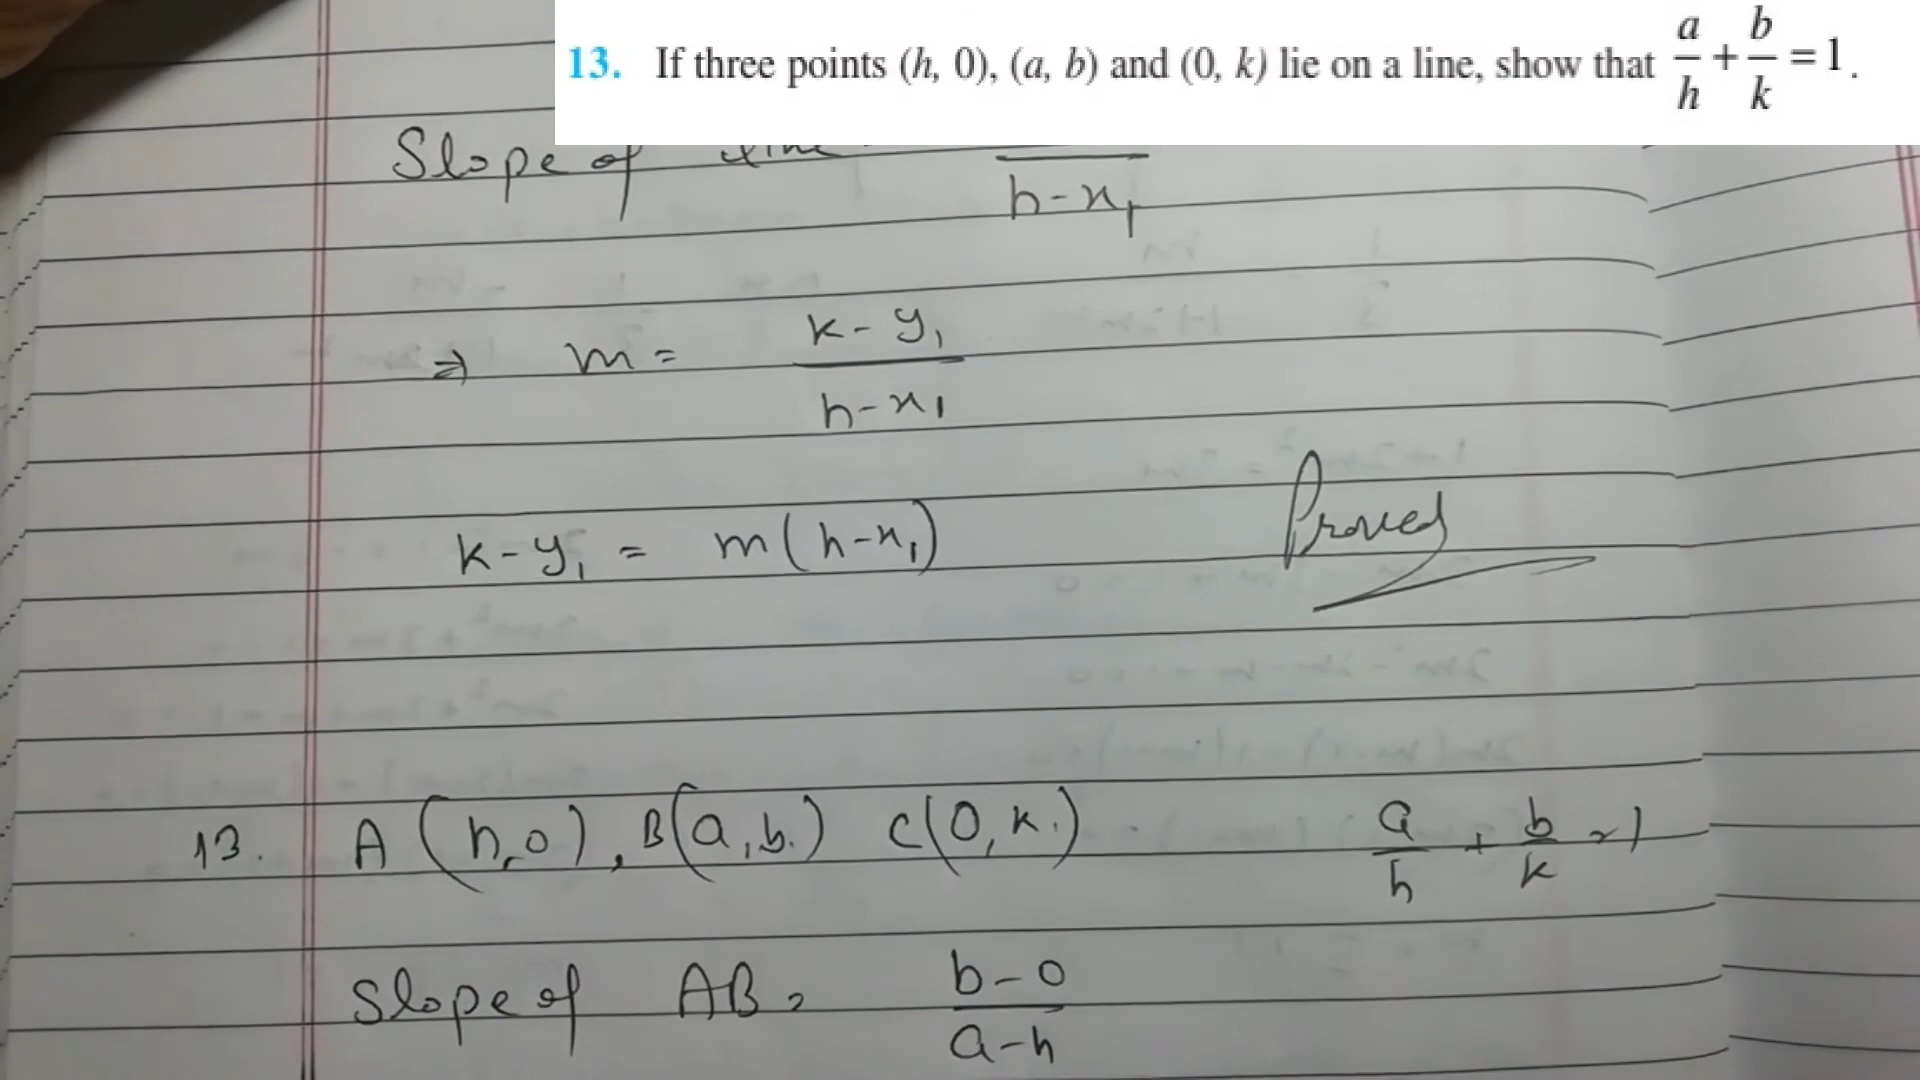 13. If three points (h, 0), (a, b) and (0, k) lie on a line, show that a/h + b/k = 1.
Slope of line
h-x₁
⇒ m = k-y₁/h-x₁
k-y₁ = m(h-x₁)
Proved
13. A(h,0), B(a,b) C(0,k) a/h + b/k = 1
Slope of AB = b-0/a-h